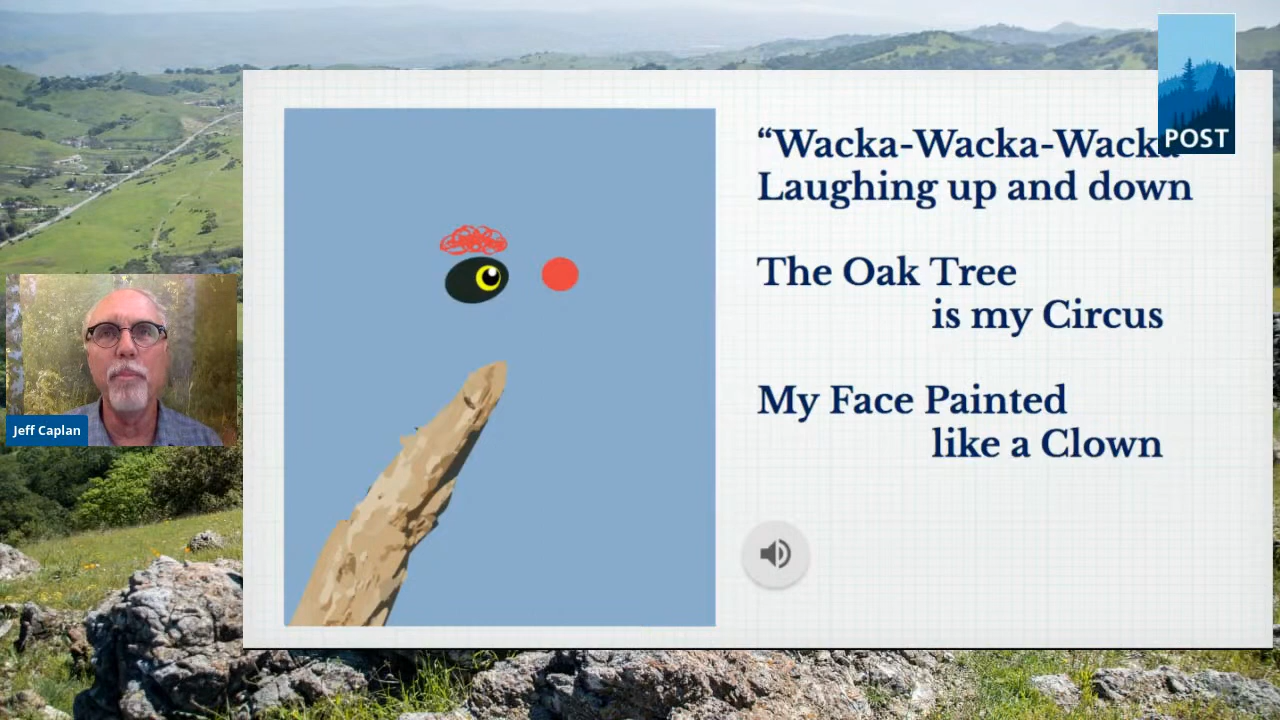 POST
“Wacka-Wacka-Wacka
Laughing up and down
The Oak Tree
is my Circus
My Face Painted
like a Clown
Jeff Caplan